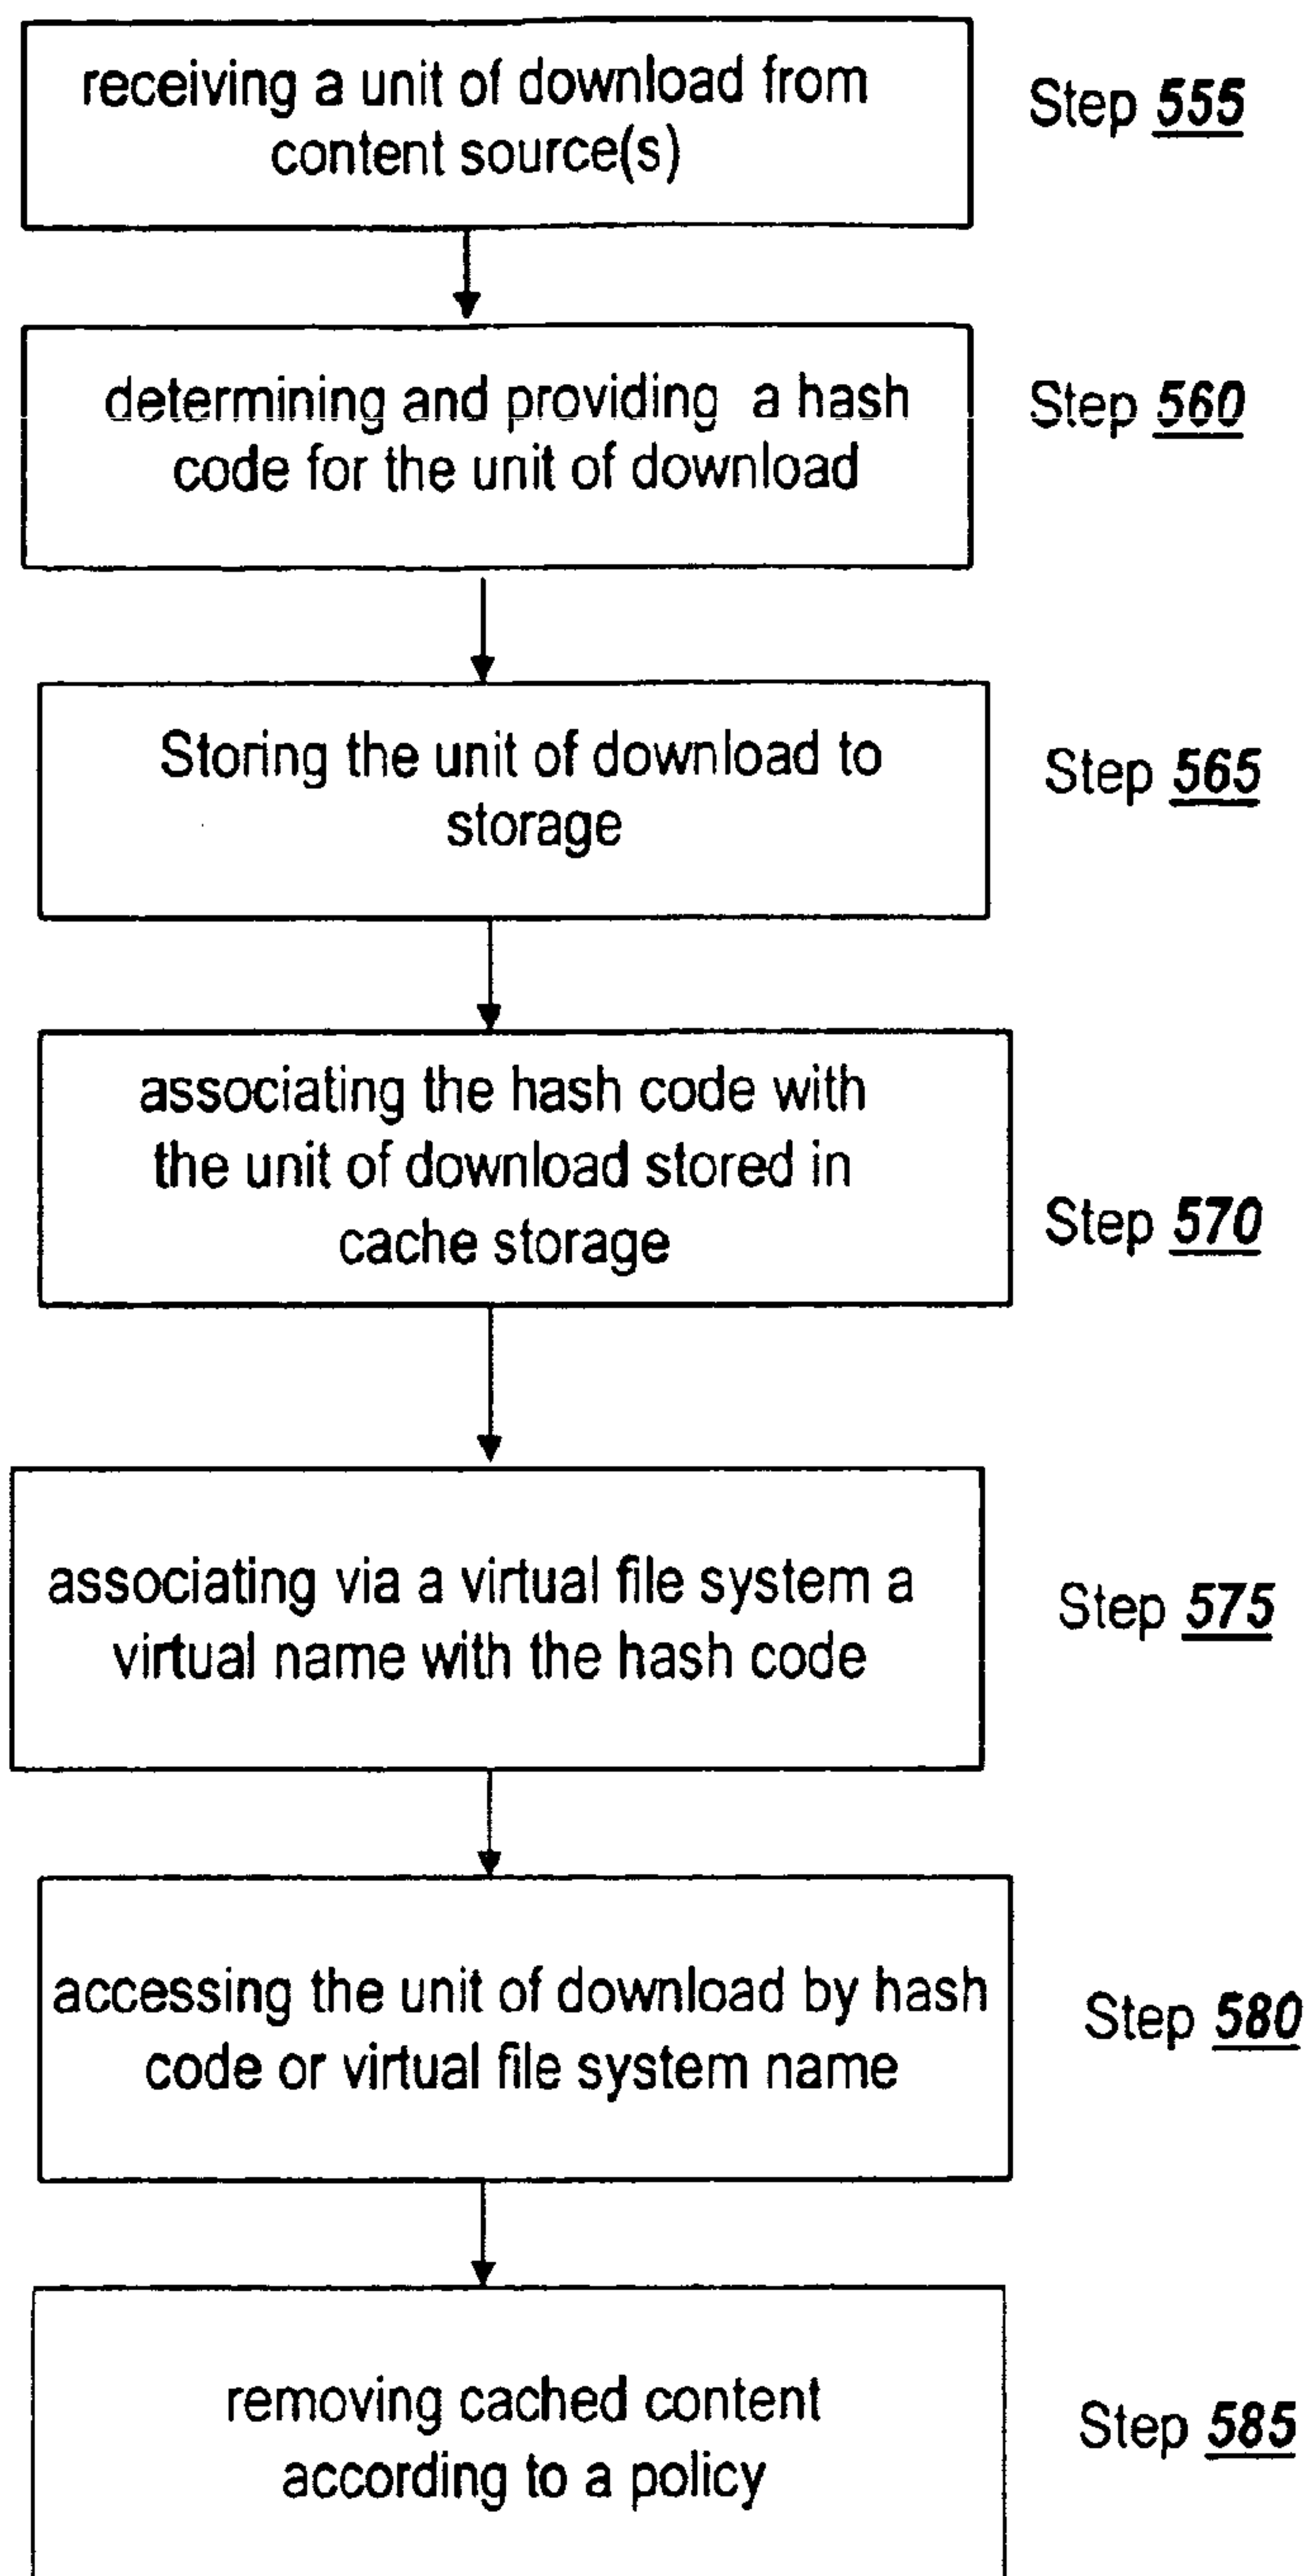 receiving a unit of download from
content source(s)
Step 555
determining and providing a hash
code for the unit of download
Step 560
Storing the unit of download to
storage
Step 565
associating the hash code with
the unit of download stored in
cache storage
Step 570
associating via a virtual file system a
virtual name with the hash code
Step 575
accessing the unit of download by hash
code or virtual file system name
Step 580
removing cached content
according to a policy
Step 585